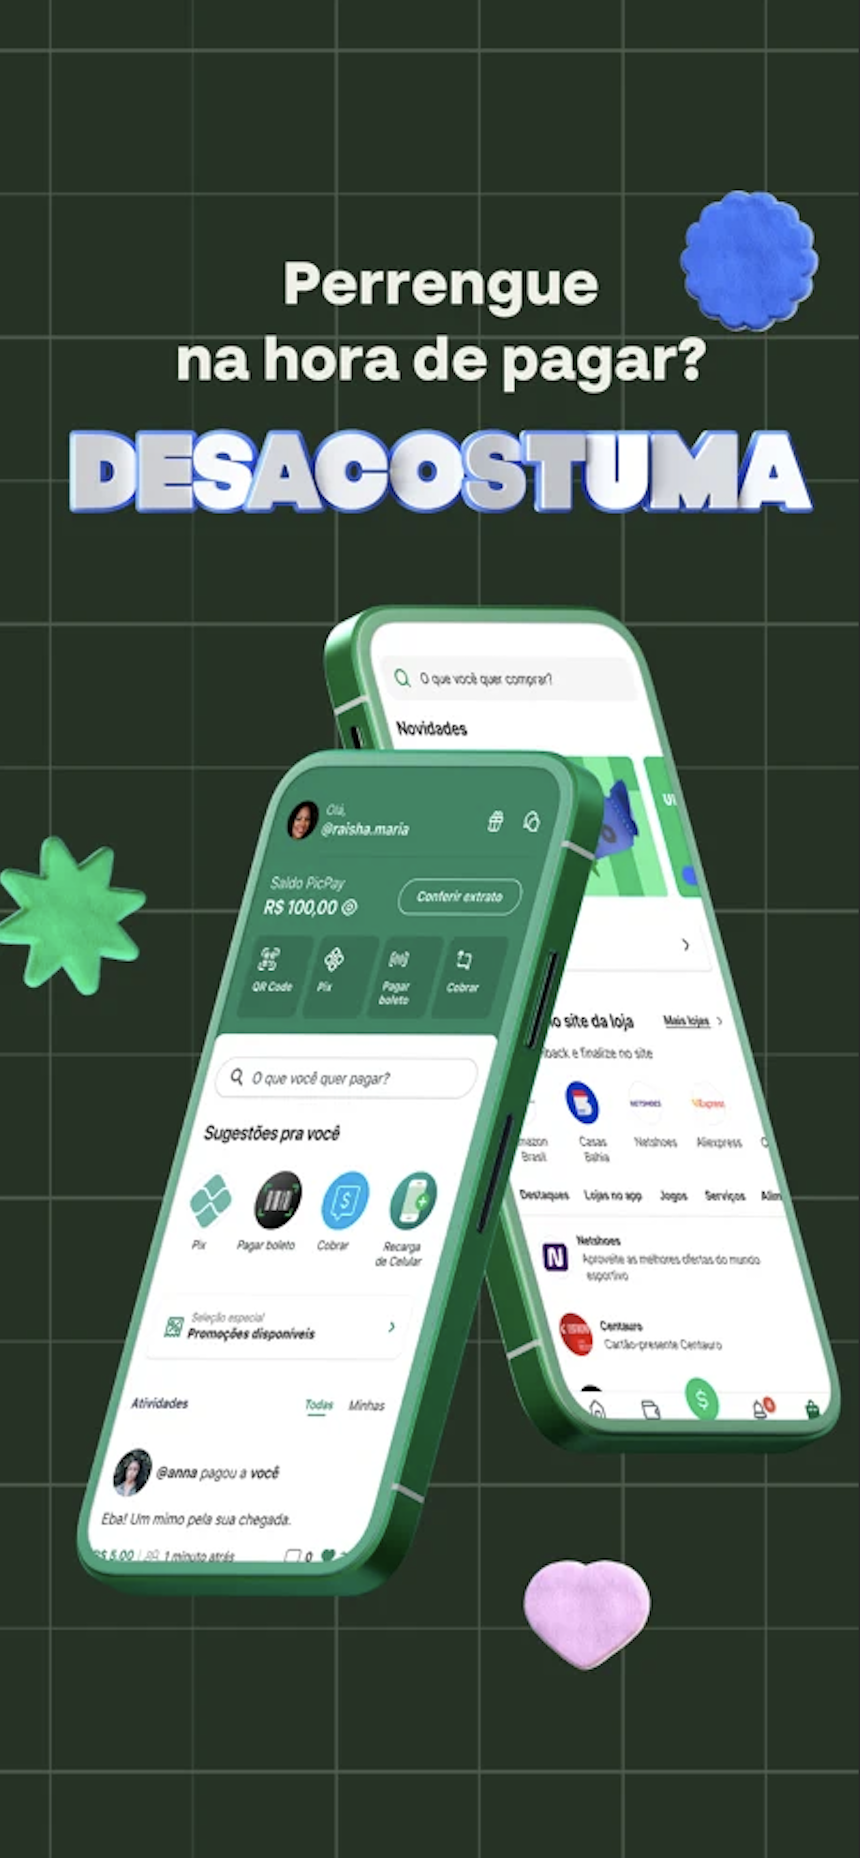 Perrengue
na hora de pagar?
DESACOSTUMA
O que você quer comprar?
Novidades
Olá,
@raisha.maria
Saldo PicPay
R$ 100,00
Conferir extrato
QR Code
Pix
Pagar
boleto
Cobrar
O que você quer pagar?
Sugestões pra você
Pix
Pagar boleto
Cobrar
Recarga
de Celular
Seleção especial
Promoções disponíveis
Atividades
Todas
Minhas
@anna pagou a você
Eba! Um mimo pela sua chegada.
R$ 5,00
1 minuto atrás
0
o site da loja
Mais lojas
back e finalize no site
mazon
Brasil
Casas
Bahia
NETSHOES
Netshoes
AliExpress
Aliexpress
Destaques
Lojas no app
Jogos
Serviços
Alim
N
Netshoes
Aproveite as melhores ofertas do mundo
esportivo
Centauro
Cartão-presente Centauro